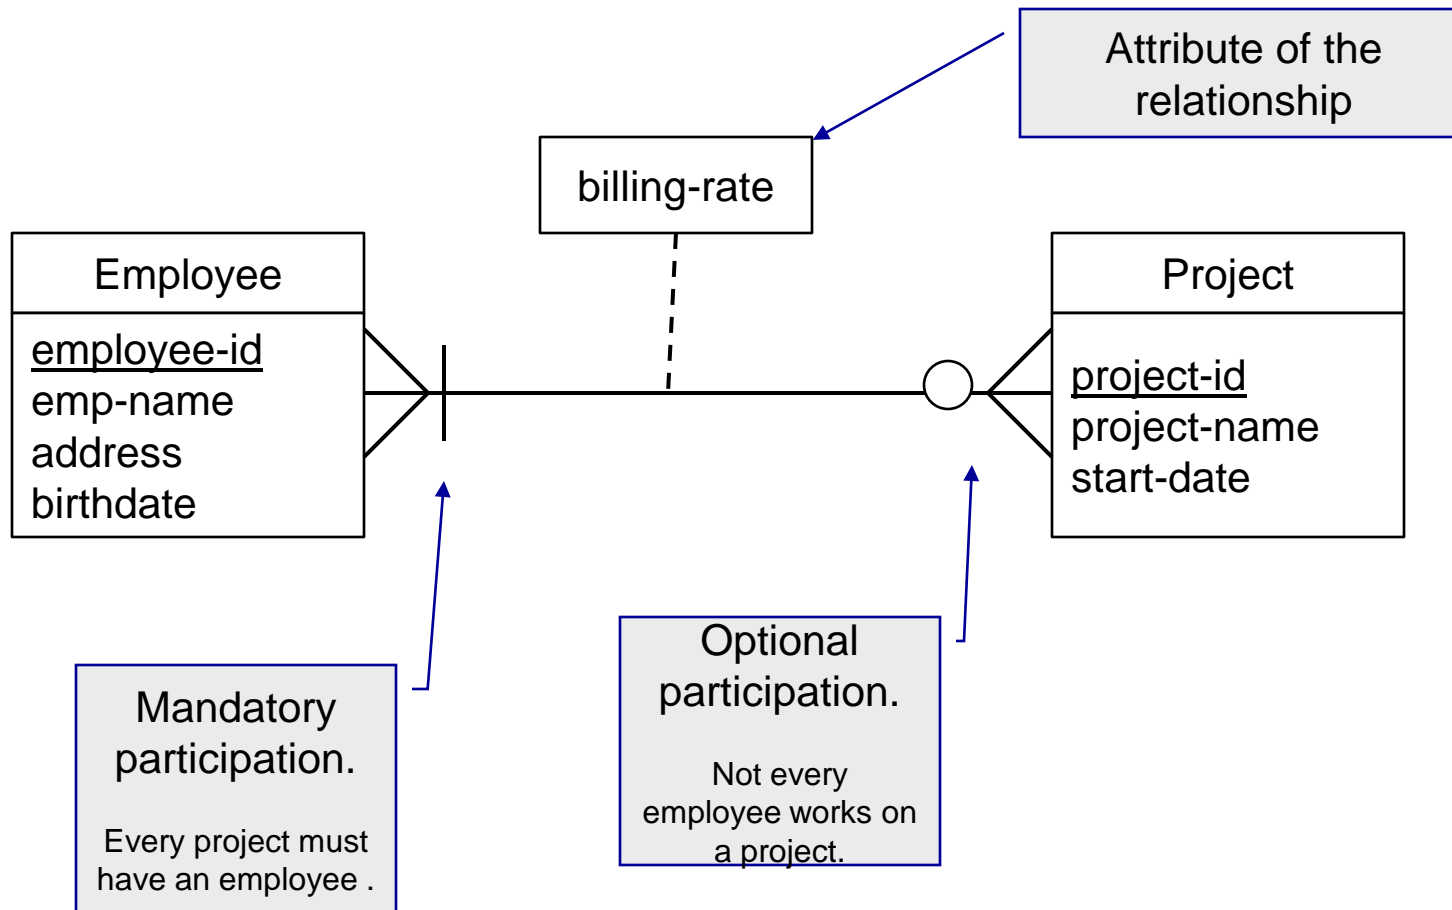 Attribute of the
relationship
billing-rate
Employee
employee-id
emp-name
address
birthdate
Project
project-id
project-name
start-date
Mandatory
participation.
Every project must
have an employee .
Optional
participation.
Not every
employee works on
a project.